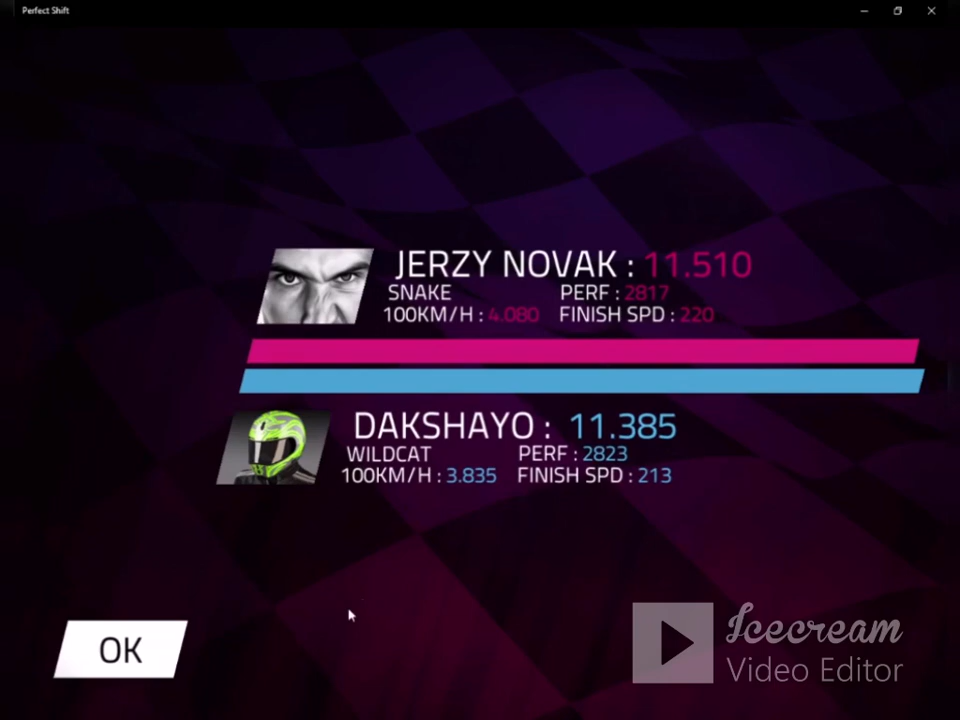 Perfect Shift
JERZY NOVAK : 11.510
SNAKE PERF : 2817
100KM/H : 4.080 FINISH SPD : 220
DAKSHAYO : 11.385
WILDCAT PERF : 2823
100KM/H : 3.835 FINISH SPD : 213
OK
Icecream
Video Editor